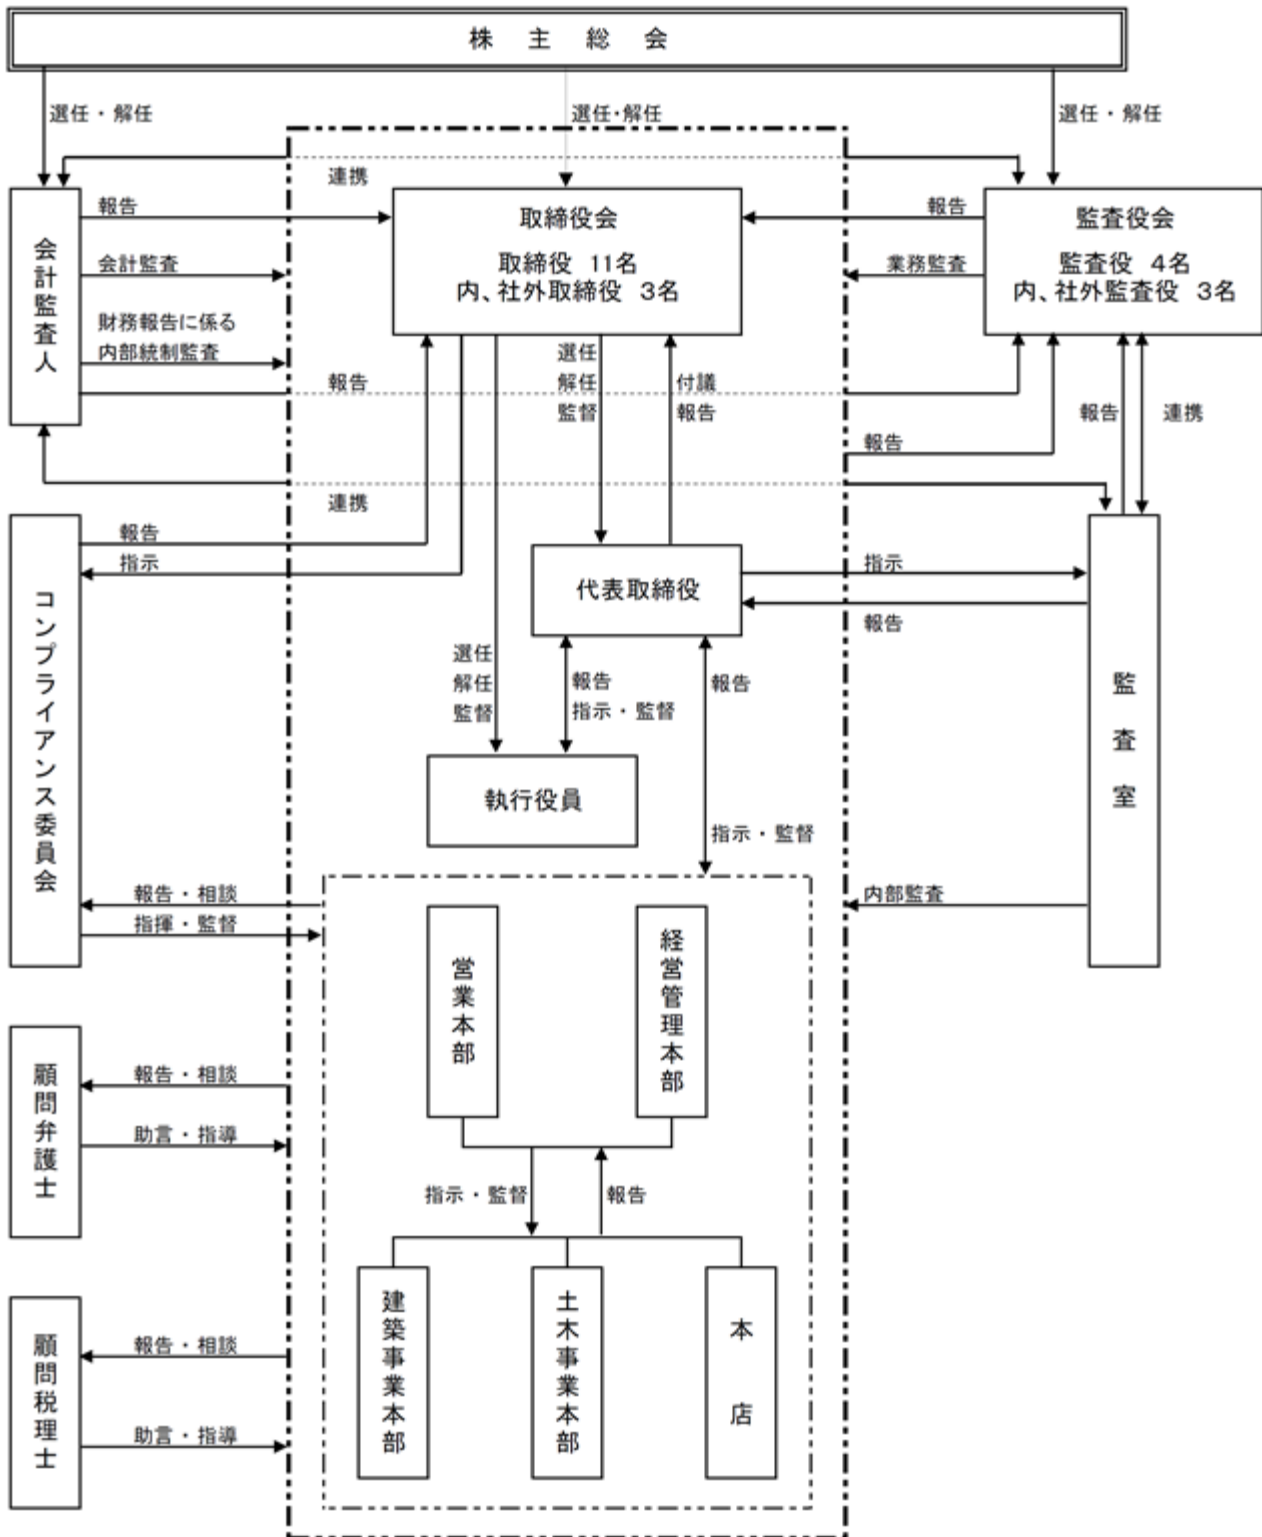 株 主 総 会
選任・解任
選任・解任
選任・解任
連携
会計監査人
報告
会計監査
財務報告に係る
内部統制監査
取締役会
取締役 11名
内、社外取締役 3名
報告
業務監査
監査役会
監査役 4名
内、社外監査役 3名
報告
選任
解任
監督
付議
報告
報告
報告
連携
連携
コンプライアンス委員会
報告
指示
代表取締役
指示
報告
監査室
選任
解任
監督
報告
指示・監督
報告
指示・監督
執行役員
報告・相談
指揮・監督
内部監査
営業本部
経営管理本部
顧問弁護士
報告・相談
助言・指導
指示・監督
報告
顧問税理士
報告・相談
助言・指導
建築事業本部
土木事業本部
本店